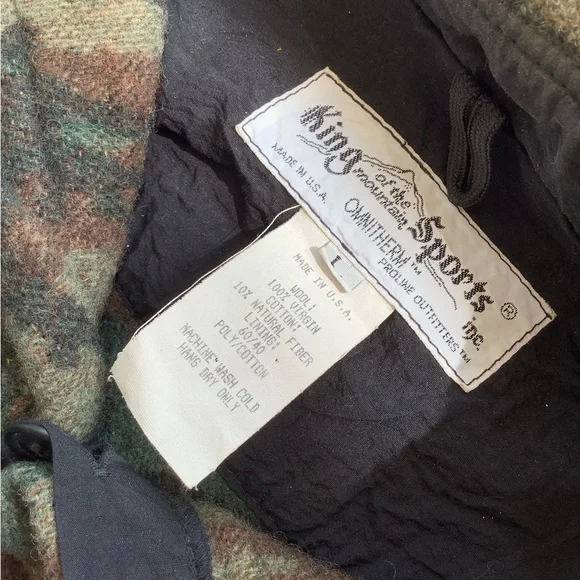 King
of the
mountain
Sports, inc.
®
MADE IN U.S.A.
OMNITHERM™
PROLINE OUTFITTERS™
MADE IN U.S.A.
WOOL:
100% VIRGIN
COTTON:
10% NATURAL FIBER
LINING:
60/40
POLY/COTTON
MACHINE WASH COLD
HANG DRY ONLY